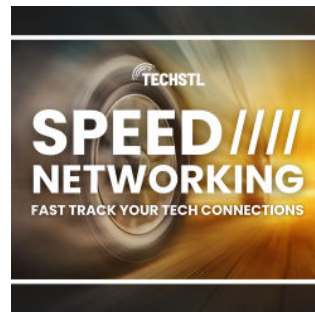 TECHSTL
SPEED ////
NETWORKING
FAST TRACK YOUR TECH CONNECTIONS